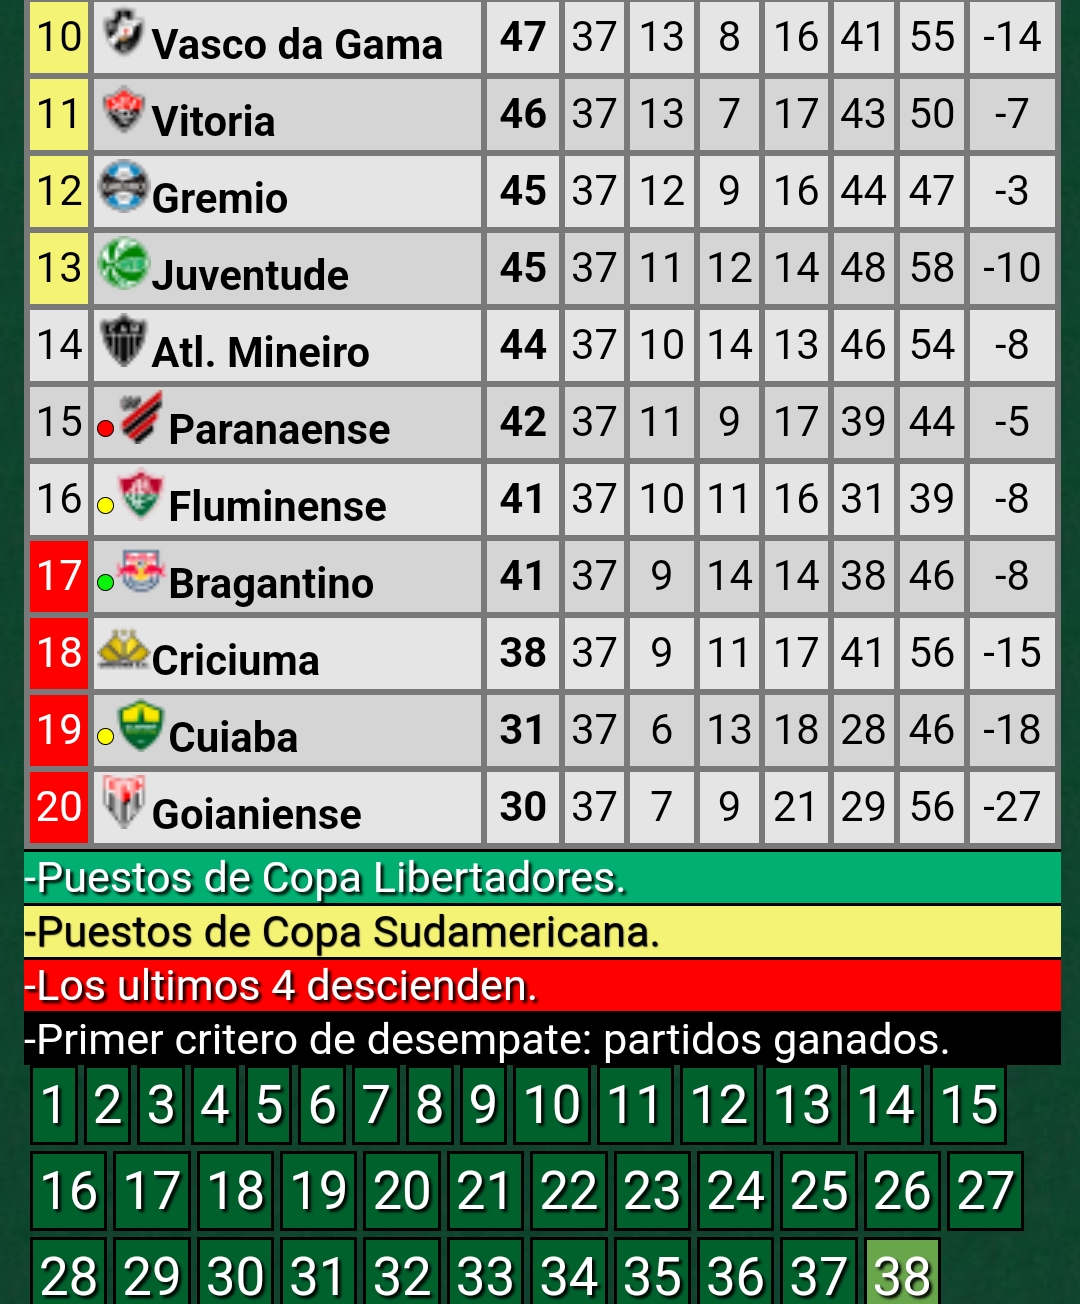 10 Vasco da Gama 47 37 13 8 16 41 55 -14
11 Vitoria 46 37 13 7 17 43 50 -7
12 Gremio 45 37 12 9 16 44 47 -3
13 Juventude 45 37 11 12 14 48 58 -10
14 Atl. Mineiro 44 37 10 14 13 46 54 -8
15 Paranaense 42 37 11 9 17 39 44 -5
16 Fluminense 41 37 10 11 16 31 39 -8
17 Bragantino 41 37 9 14 14 38 46 -8
18 Criciuma 38 37 9 11 17 41 56 -15
19 Cuiaba 31 37 6 13 18 28 46 -18
20 Goianiense 30 37 7 9 21 29 56 -27
-Puestos de Copa Libertadores.
-Puestos de Copa Sudamericana.
-Los ultimos 4 descienden.
-Primer critero de desempate: partidos ganados.
1 2 3 4 5 6 7 8 9 10 11 12 13 14 15
16 17 18 19 20 21 22 23 24 25 26 27
28 29 30 31 32 33 34 35 36 37 38